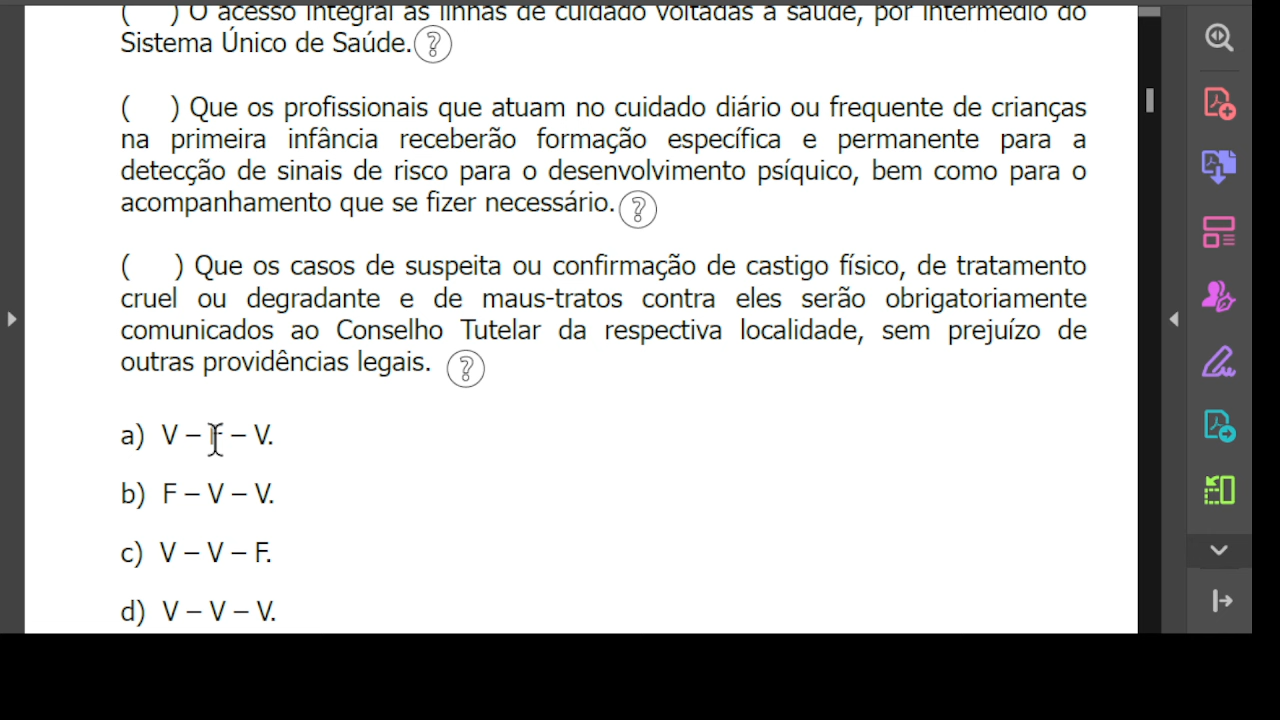 ( ) O acesso integral às linhas de cuidado voltadas à saúde, por intermédio do
Sistema Único de Saúde. ?
( ) Que os profissionais que atuam no cuidado diário ou frequente de crianças
na primeira infância receberão formação específica e permanente para a
detecção de sinais de risco para o desenvolvimento psíquico, bem como para o
acompanhamento que se fizer necessário. ?
( ) Que os casos de suspeita ou confirmação de castigo físico, de tratamento
cruel ou degradante e de maus-tratos contra eles serão obrigatoriamente
comunicados ao Conselho Tutelar da respectiva localidade, sem prejuízo de
outras providências legais. ?
a) V – F – V.
b) F – V – V.
c) V – V – F.
d) V – V – V.